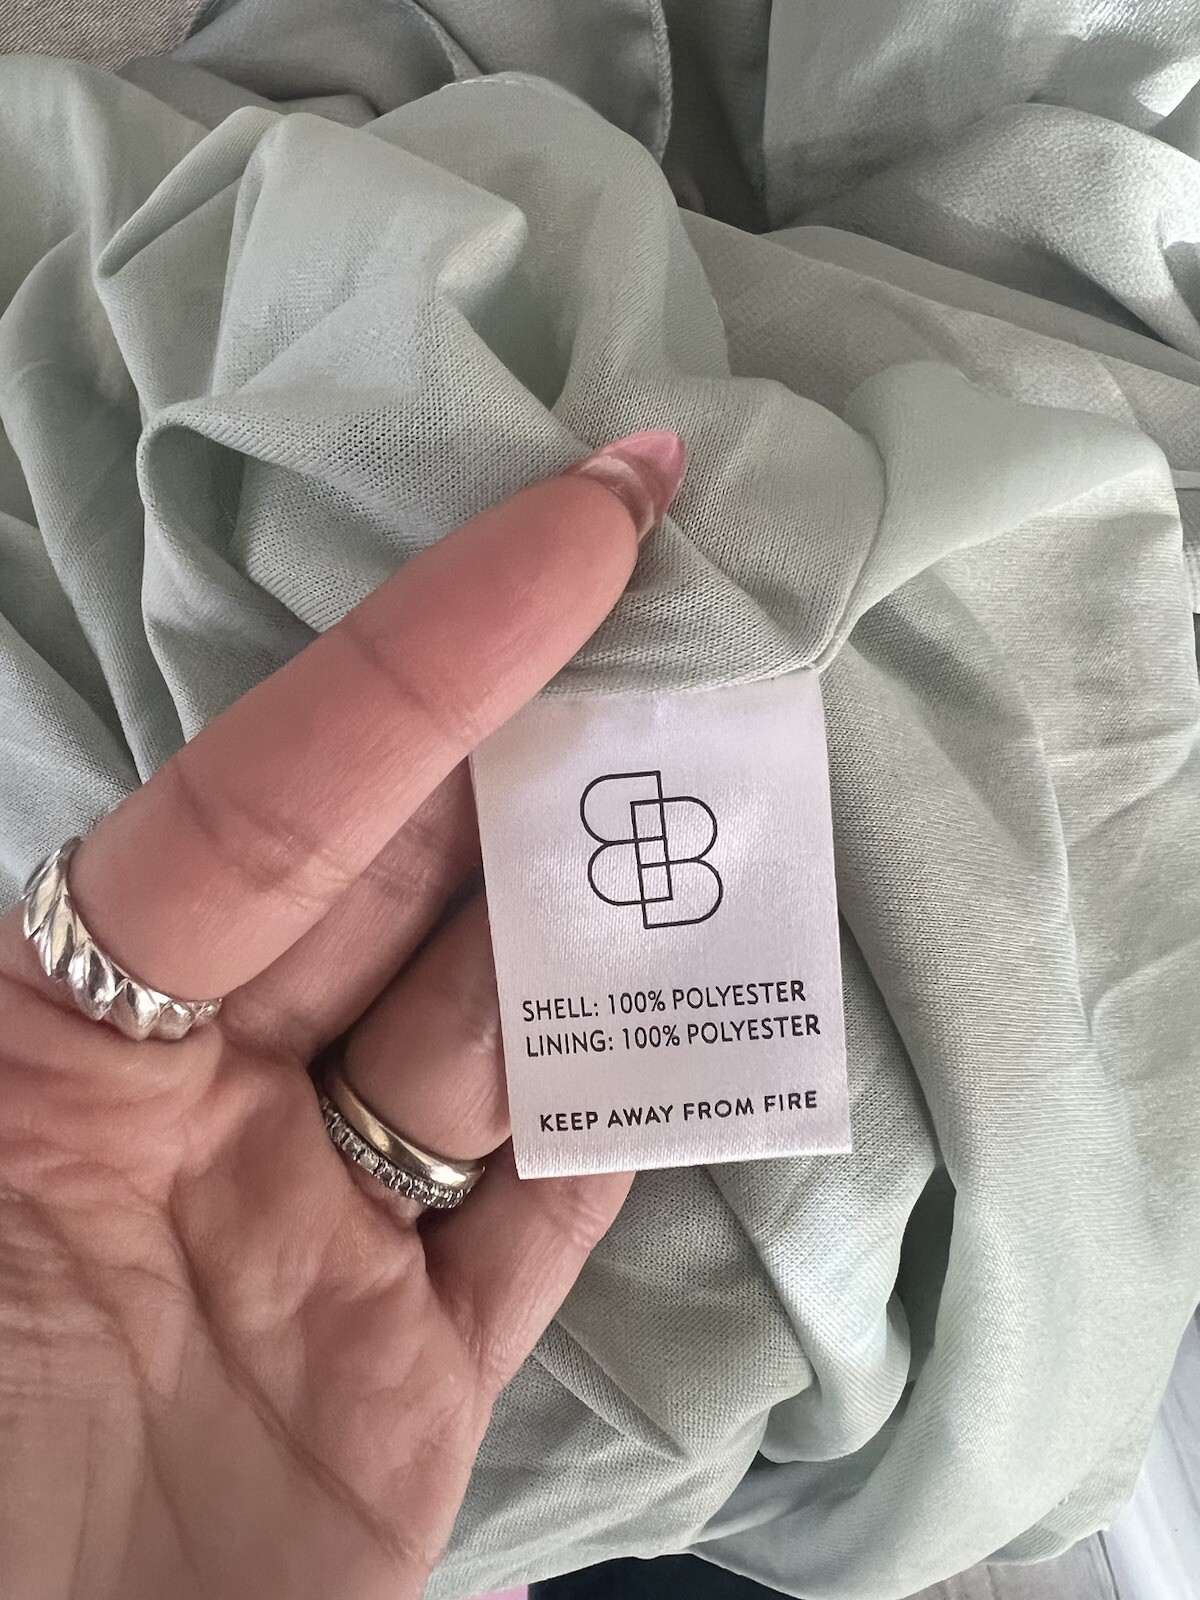 SHELL: 100% POLYESTER
LINING: 100% POLYESTER
KEEP AWAY FROM FIRE